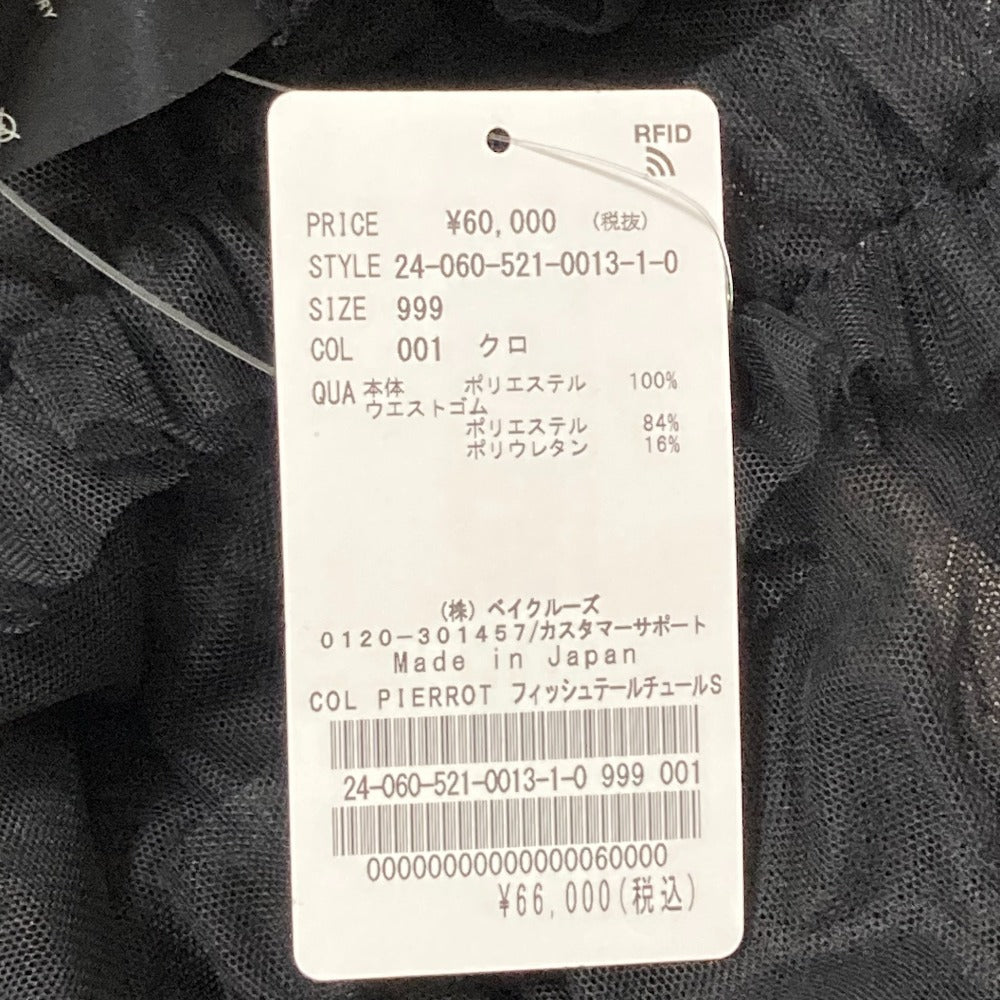 RY
RFID
PRICE ¥60,000 (税抜)
STYLE 24-060-521-0013-1-0
SIZE 999
COL 001 クロ
QUA 本体 ポリエステル 100%
ウエストゴム
ポリエステル 84%
ポリウレタン 16%
(株) ベイクルーズ
0120-301457/カスタマーサポート
Made in Japan
COL PIERROT フィッシュテールチュールS
24-060-521-0013-1-0 999 001
00000000000000060000
¥66,000(税込)